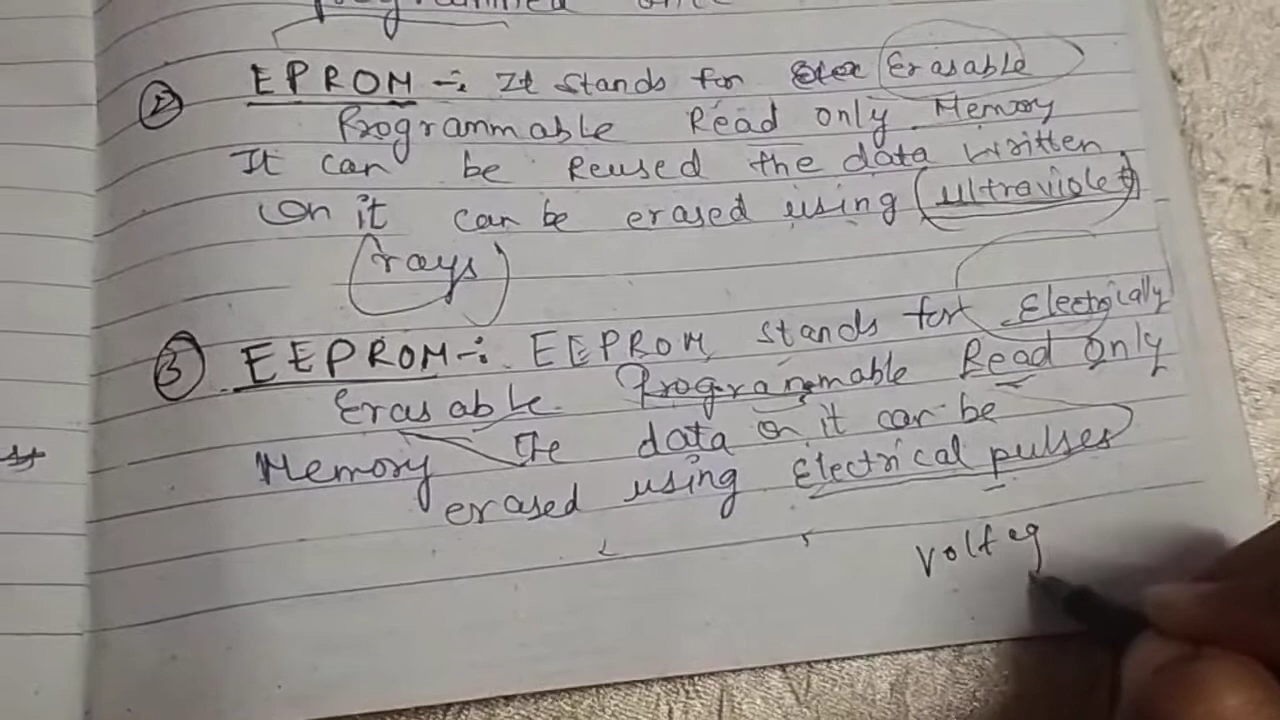 programmed once
② EPROM -: It stands for Erasable
Programmable Read only Memory
It can be Reused the data written
On it can be erased using (ultraviolet)
(rays)
③ EEPROM -: EEPROM stands for Electrically
Erasable Programmable Read Only
Memory The data on it can be
erased using Electrical pulses
Voltag